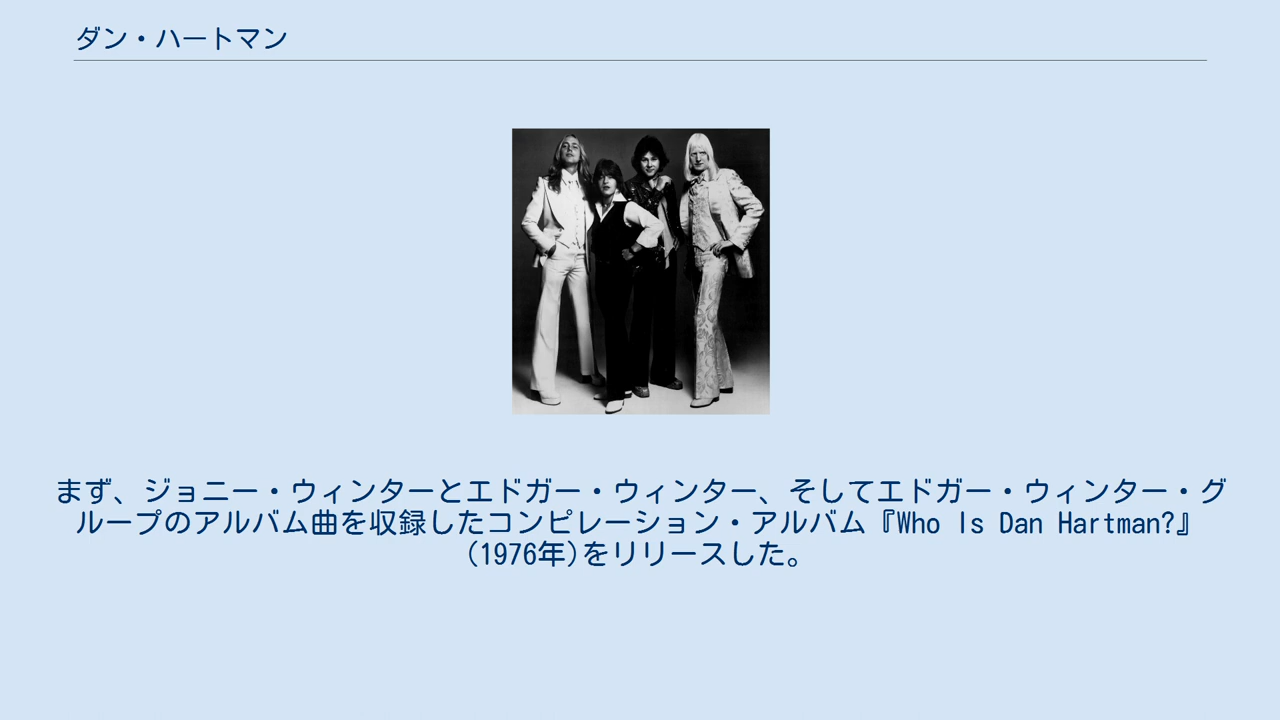 ダン・ハートマン
まず、ジョニー・ウィンターとエドガー・ウィンター、そしてエドガー・ウィンター・グ
ループのアルバム曲を収録したコンピレーション・アルバム『Who Is Dan Hartman?』
(1976年)をリリースした。